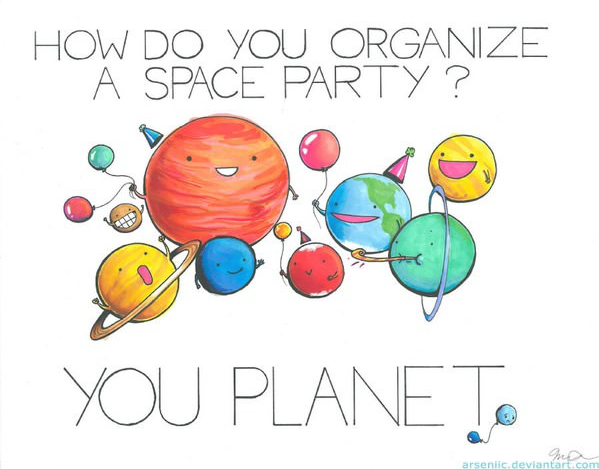 HOW DO YOU ORGANIZE
A SPACE PARTY?
YOU PLANET.
arseniic.deviantart.com